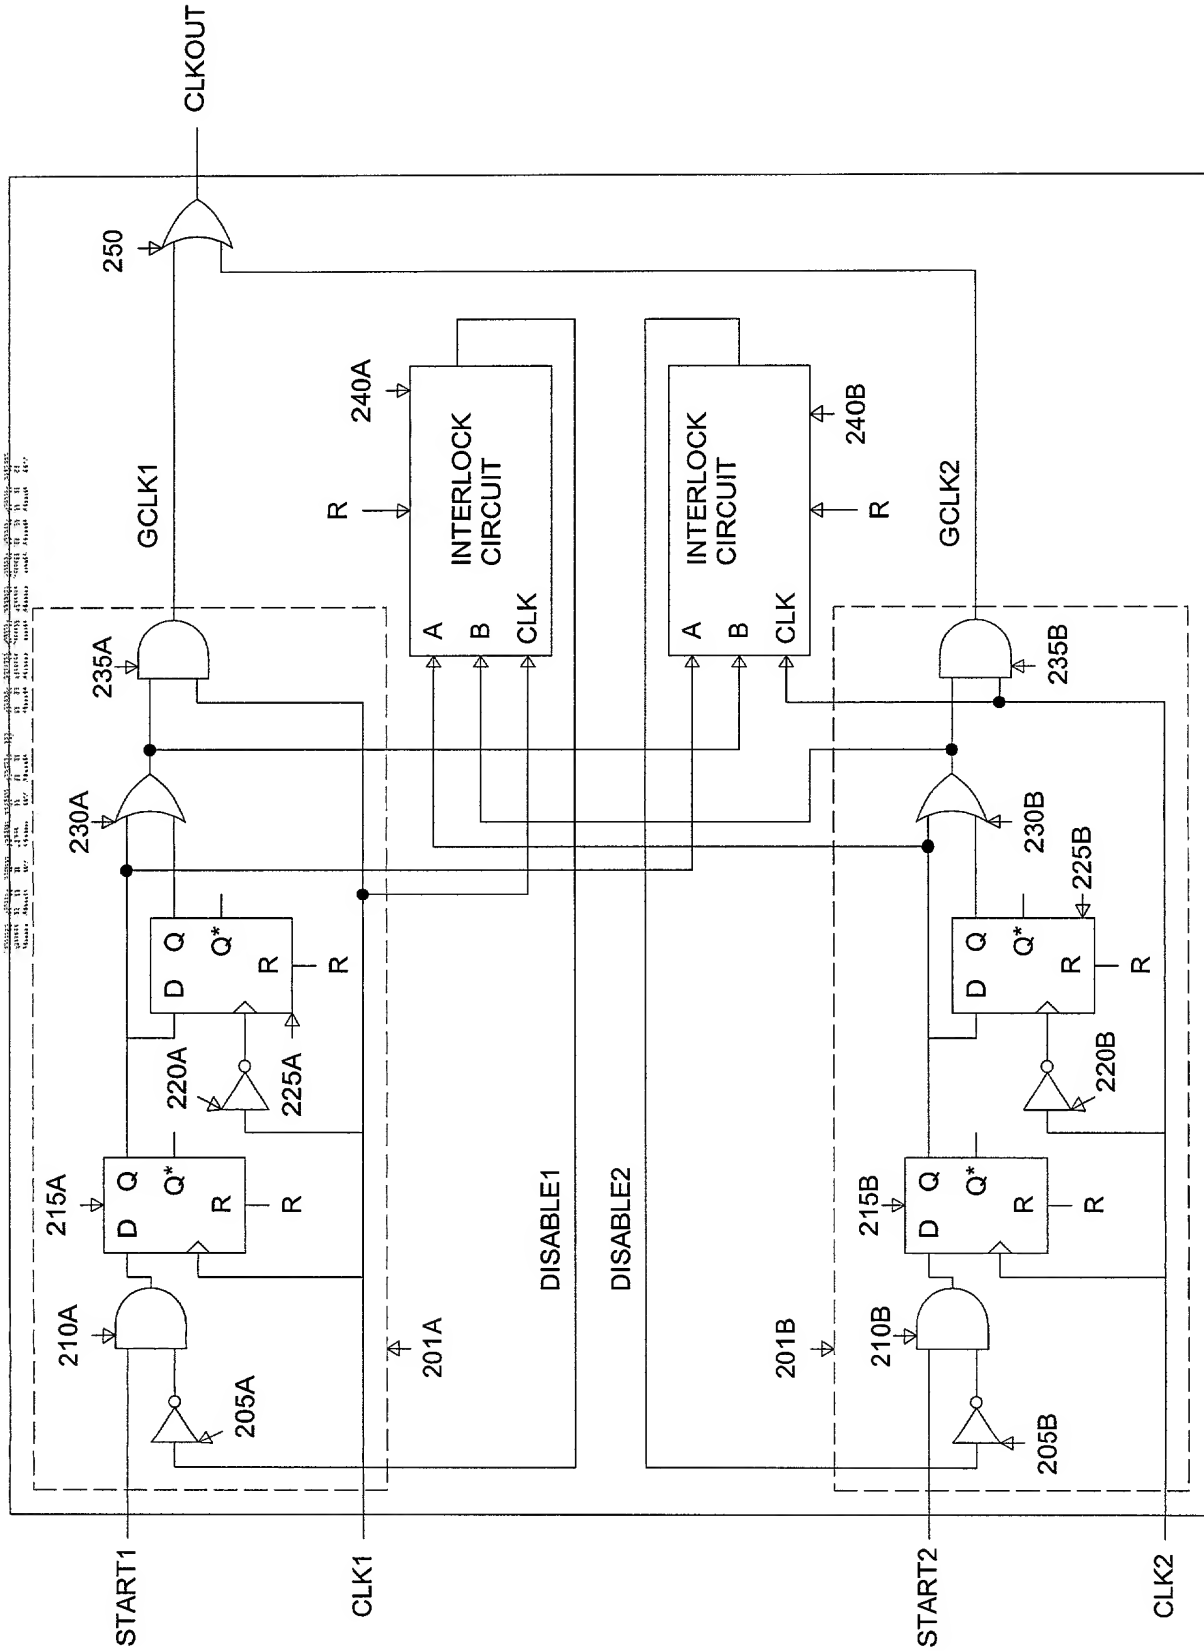 START1
CLK1
START2
CLK2
201A
205A
210A
D Q
Q*
R
215A
R
220A
225A
D Q
Q*
R
R
230A
235A
GCLK1
250
CLKOUT
R
240A
A
B
CLK
INTERLOCK
CIRCUIT
DISABLE1
DISABLE2
A
B
CLK
INTERLOCK
CIRCUIT
R
240B
201B
205B
210B
D Q
Q*
R
215B
R
220B
225B
D Q
Q*
R
R
230B
235B
GCLK2